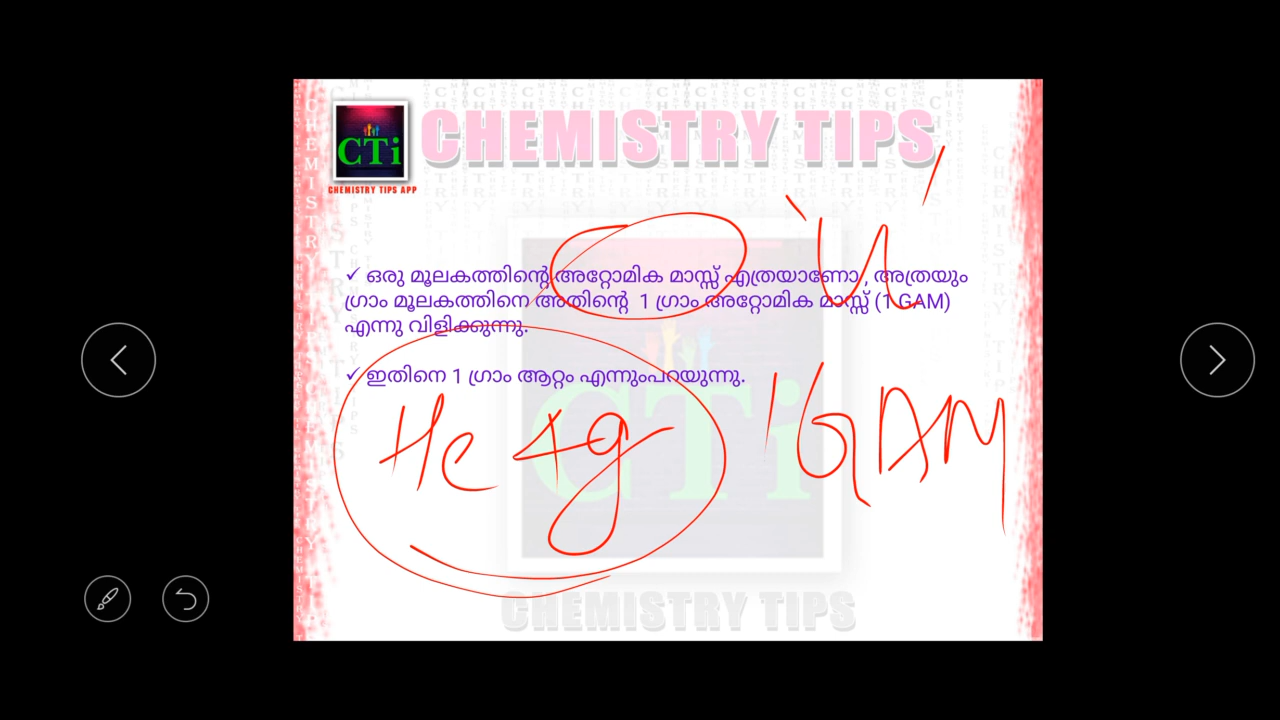 CTi
CHEMISTRY TIPS APP
CHEMISTRY TIPS
'u'
✓ ഒരു മൂലകത്തിന്റെ അറ്റോമിക മാസ്സ് എത്രയാണോ, അത്രയും
ഗ്രാം മൂലകത്തിനെ അതിന്റെ 1 ഗ്രാം അറ്റോമിക മാസ്സ് (1 GAM)
എന്നു വിളിക്കുന്നു.
✓ ഇതിനെ 1 ഗ്രാം ആറ്റം എന്നുംപറയുന്നു.
He 4g 1GAM
CTi
CHEMISTRY TIPS